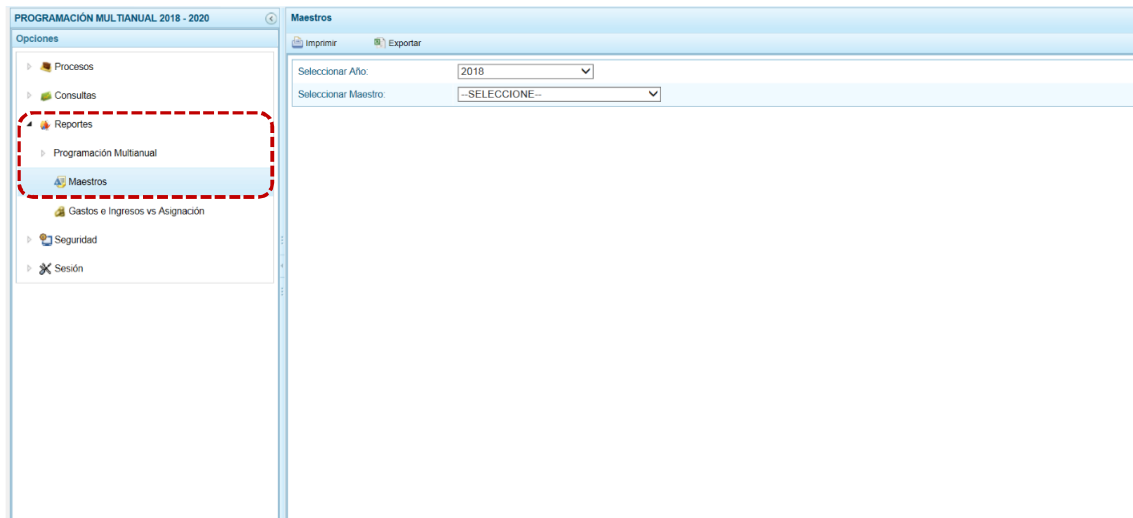 PROGRAMACIÓN MULTIANUAL 2018 - 2020
Opciones
Procesos
Consultas
Reportes
Programación Multianual
Maestros
Gastos e Ingresos vs Asignación
Seguridad
Sesión
Maestros
Imprimir Exportar
Seleccionar Año: 2018
Seleccionar Maestro: --SELECCIONE--